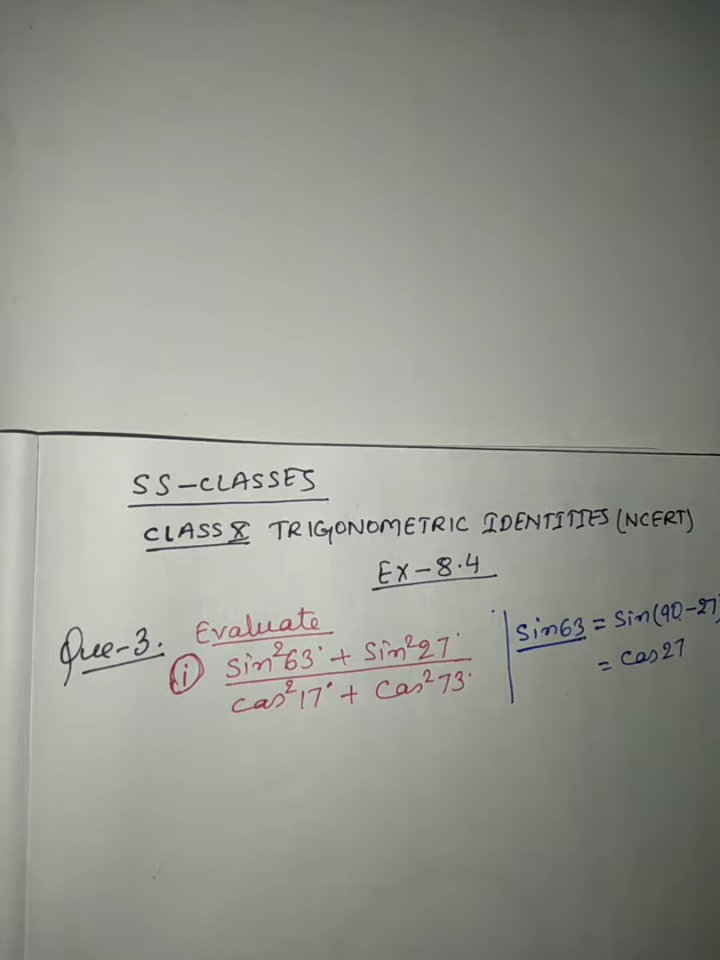 SS-CLASSES
CLASS X TRIGONOMETRIC IDENTITIES (NCERT)
EX-8.4
Que-3. Evaluate
(i) Sin²63° + Sin²27°
cos²17° + cos²73°
Sin63 = Sin(90-27)
= cos27